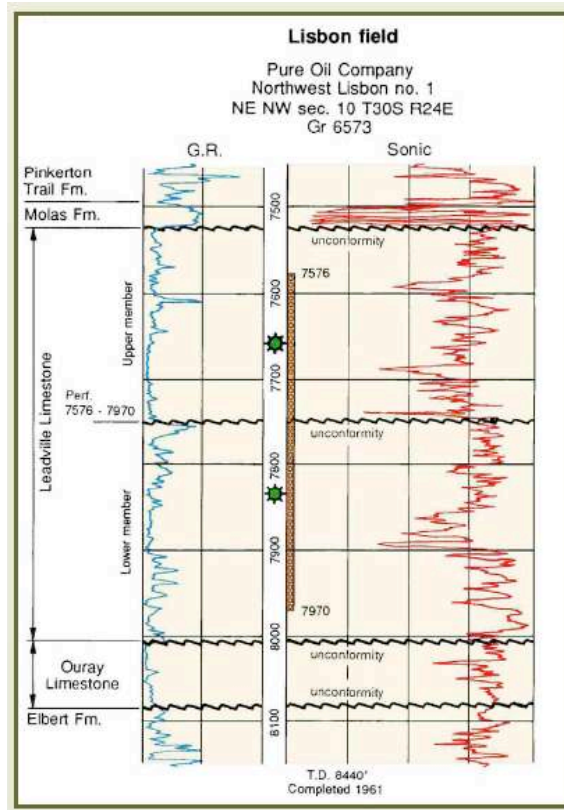 Lisbon field
Pure Oil Company
Northwest Lisbon no. 1
NE NW sec. 10 T30S R24E
Gr 6573
G.R.
Sonic
Pinkerton
Trail Fm.
Molas Fm.
7500
unconformity
7576
7600
Upper member
Leadville Limestone
7700
Perf.
7576 - 7970
unconformity
7800
Lower member
7900
7970
8000
unconformity
Ouray
Limestone
unconformity
Elbert Fm.
8100
T.D. 8440'
Completed 1961